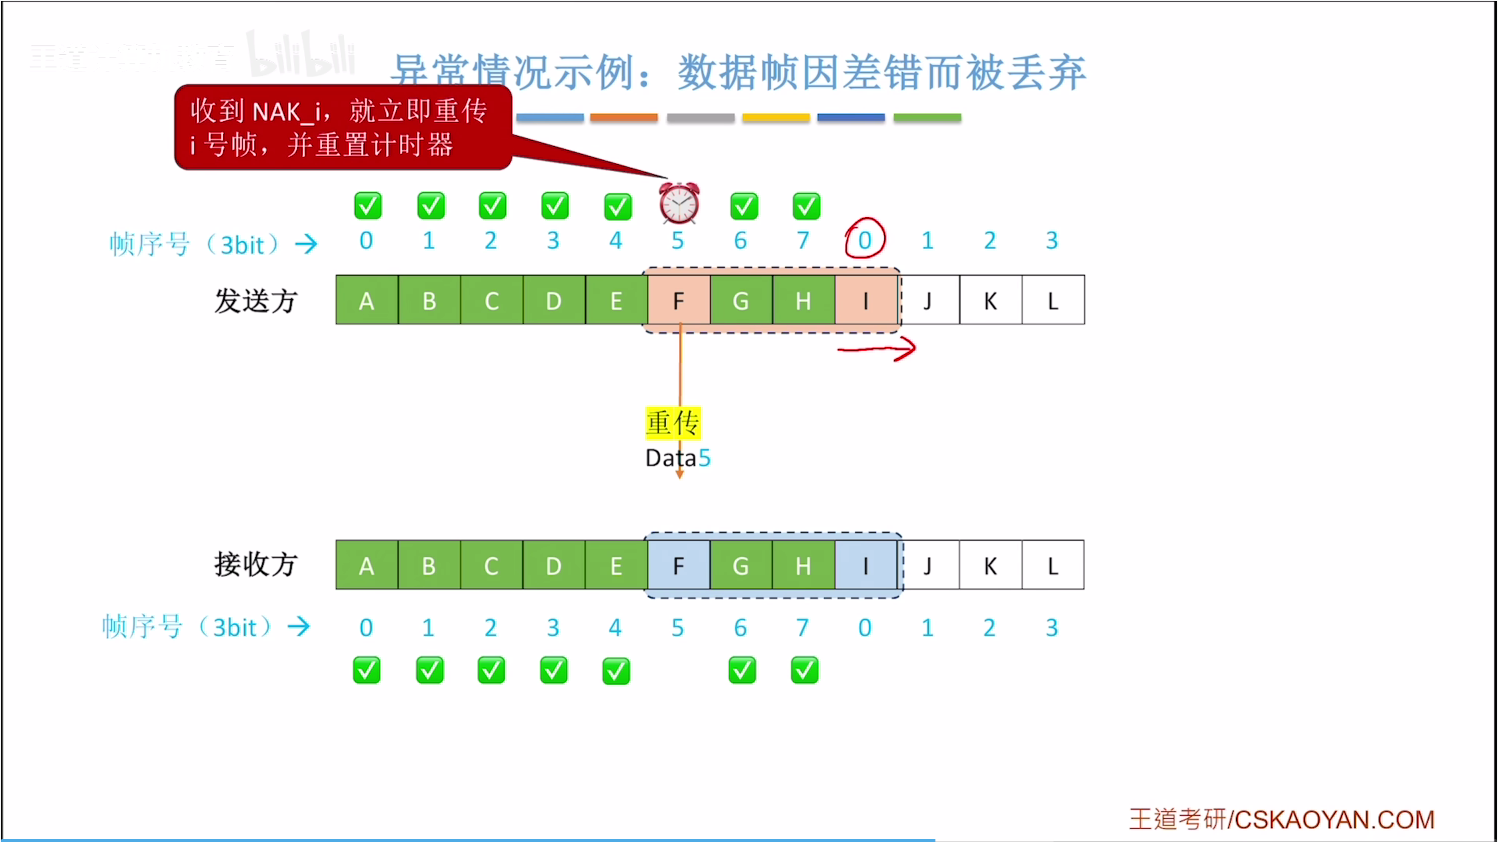 bilibili
异常情况示例：数据帧因差错而被丢弃
收到 NAK_i，就立即重传
i 号帧，并重置计时器
帧序号（3bit）→ 0 1 2 3 4 5 6 7 0 1 2 3
发送方 A B C D E F G H I J K L
重传
Data5
接收方 A B C D E F G H I J K L
帧序号（3bit）→ 0 1 2 3 4 5 6 7 0 1 2 3
王道考研/CSKAOYAN.COM